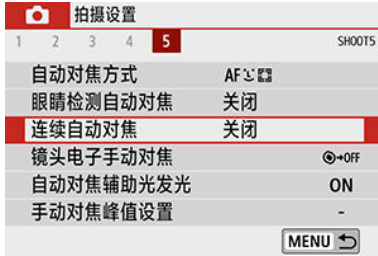 拍摄设置
1 2 3 4 5 SHOOT5
自动对焦方式 AF
眼睛检测自动对焦 关闭
连续自动对焦 关闭
镜头电子手动对焦 →OFF
自动对焦辅助光发光 ON
手动对焦峰值设置 -
MENU